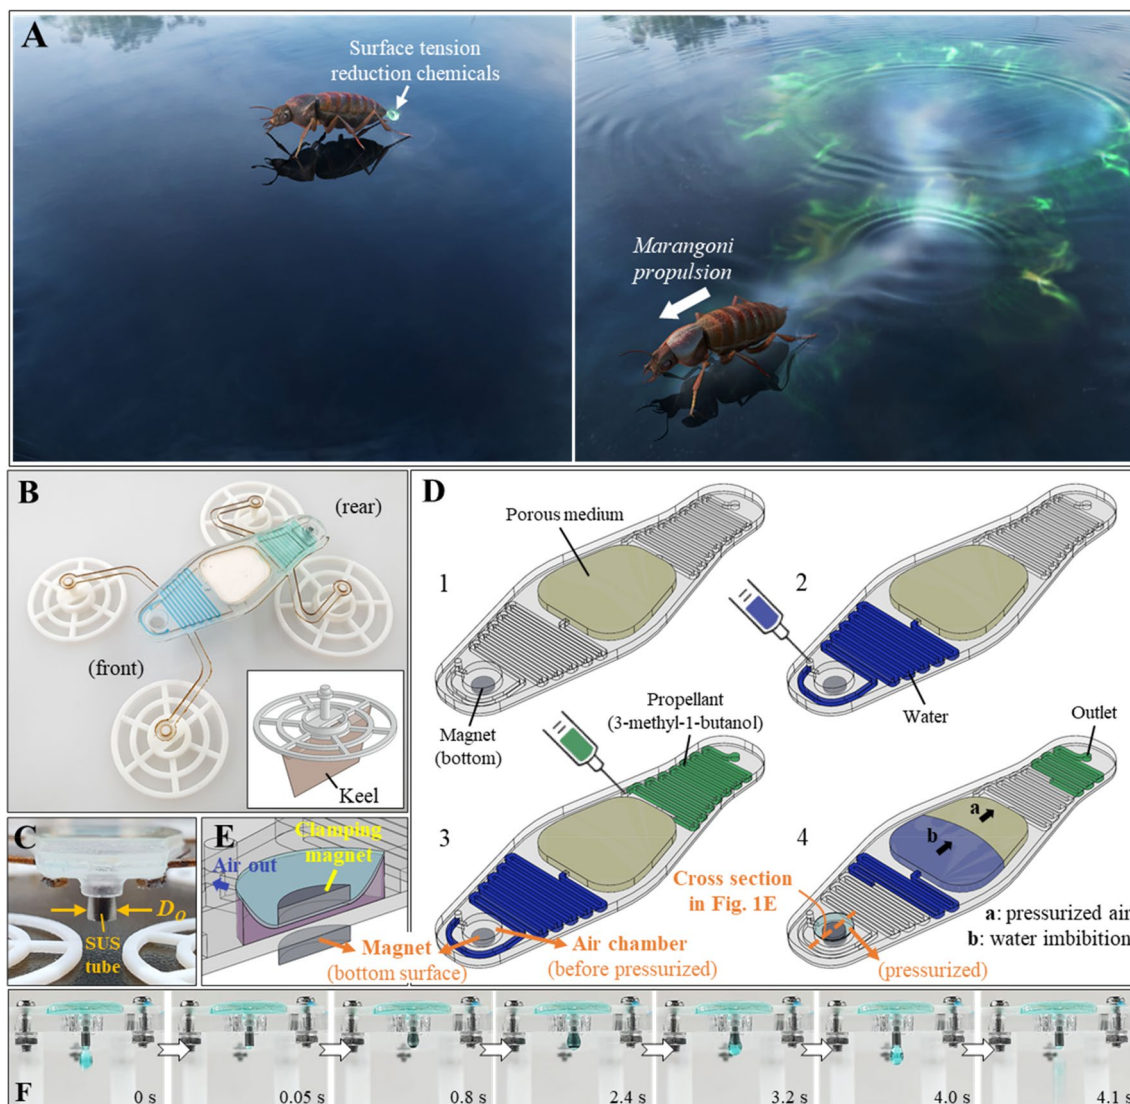 A
Surface tension
reduction chemicals
Marangoni
propulsion
B
(rear)
(front)
Keel
C
D_O
SUS
tube
D
1
Porous medium
Magnet
(bottom)
2
Water
3
Propellant
(3-methyl-1-butanol)
Magnet
(bottom surface)
Air chamber
(before pressurized)
4
Outlet
a
b
Cross section
in Fig. 1E
a: pressurized air
b: water imbibition
(pressurized)
E
Clamping
magnet
Air out
F
0 s
0.05 s
0.8 s
2.4 s
3.2 s
4.0 s
4.1 s